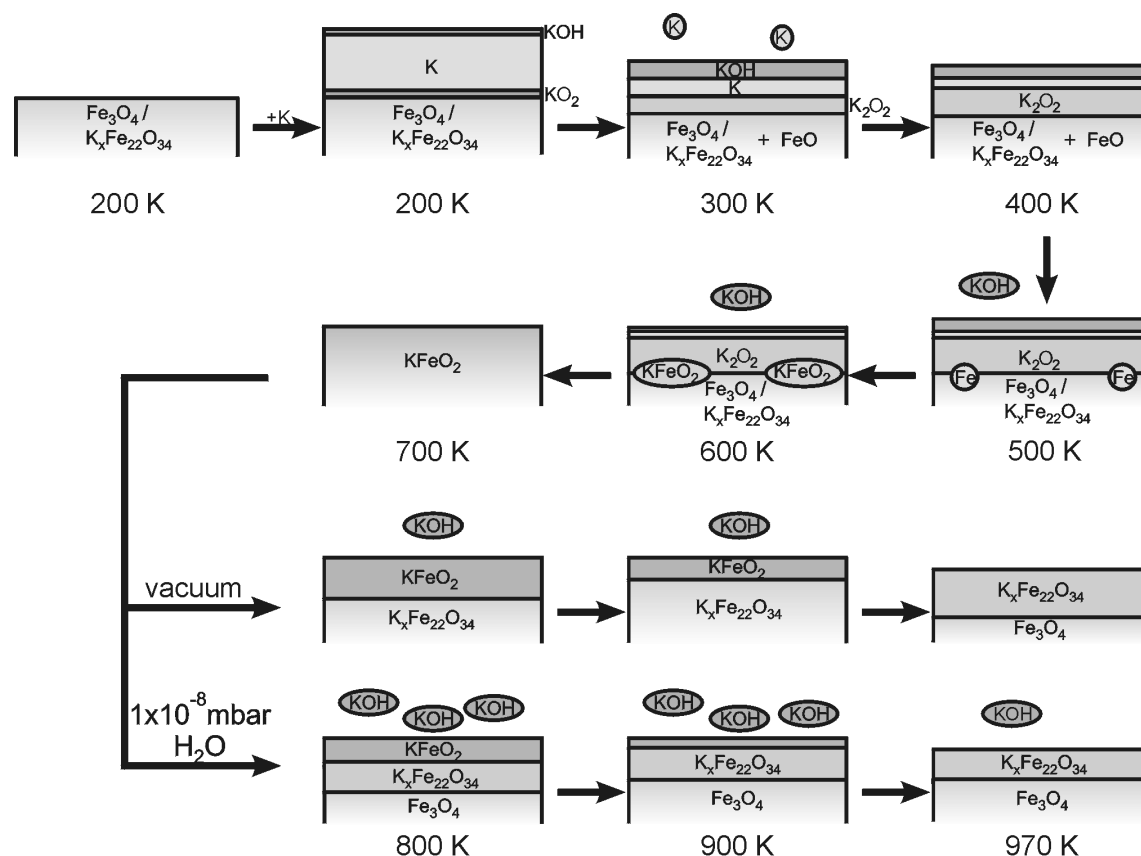 Fe₃O₄ /
KₓFe₂₂O₃₄
200 K
+K
KOH
K
KO₂
Fe₃O₄ /
KₓFe₂₂O₃₄
200 K
K
K
KOH
K
K₂O₂
Fe₃O₄ /
KₓFe₂₂O₃₄ + FeO
300 K
K₂O₂
Fe₃O₄ /
KₓFe₂₂O₃₄ + FeO
400 K
KFeO₂
700 K
KOH
K₂O₂
KFeO₂ KFeO₂
Fe₃O₄ /
KₓFe₂₂O₃₄
600 K
KOH
K₂O₂
Fe Fe
Fe₃O₄ /
KₓFe₂₂O₃₄
500 K
vacuum
KOH
KFeO₂
KₓFe₂₂O₃₄
KOH
KFeO₂
KₓFe₂₂O₃₄
KₓFe₂₂O₃₄
Fe₃O₄
1x10⁻⁸ mbar
H₂O
KOH KOH KOH
KFeO₂
KₓFe₂₂O₃₄
Fe₃O₄
800 K
KOH KOH KOH
KₓFe₂₂O₃₄
Fe₃O₄
900 K
KOH
KₓFe₂₂O₃₄
Fe₃O₄
970 K